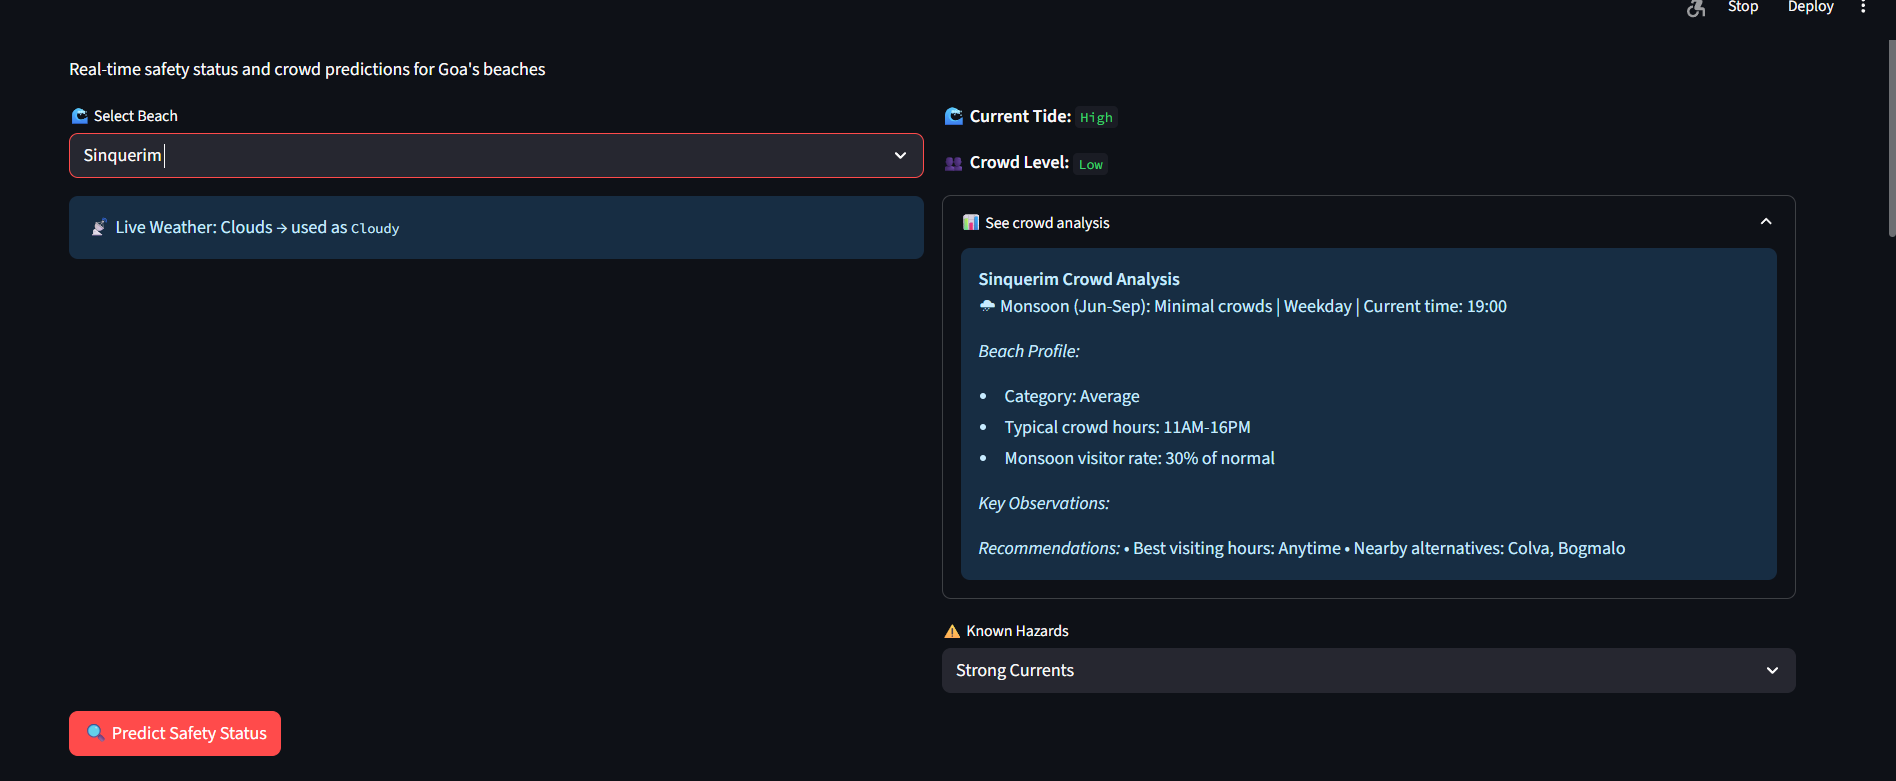 Stop Deploy
Real-time safety status and crowd predictions for Goa's beaches
Select Beach
Sinquerim
Live Weather: Clouds → used as Cloudy
Current Tide: High
Crowd Level: Low
See crowd analysis
Sinquerim Crowd Analysis
Monsoon (Jun-Sep): Minimal crowds | Weekday | Current time: 19:00
Beach Profile:
• Category: Average
• Typical crowd hours: 11AM-16PM
• Monsoon visitor rate: 30% of normal
Key Observations:
Recommendations: • Best visiting hours: Anytime • Nearby alternatives: Colva, Bogmalo
Known Hazards
Strong Currents
Predict Safety Status